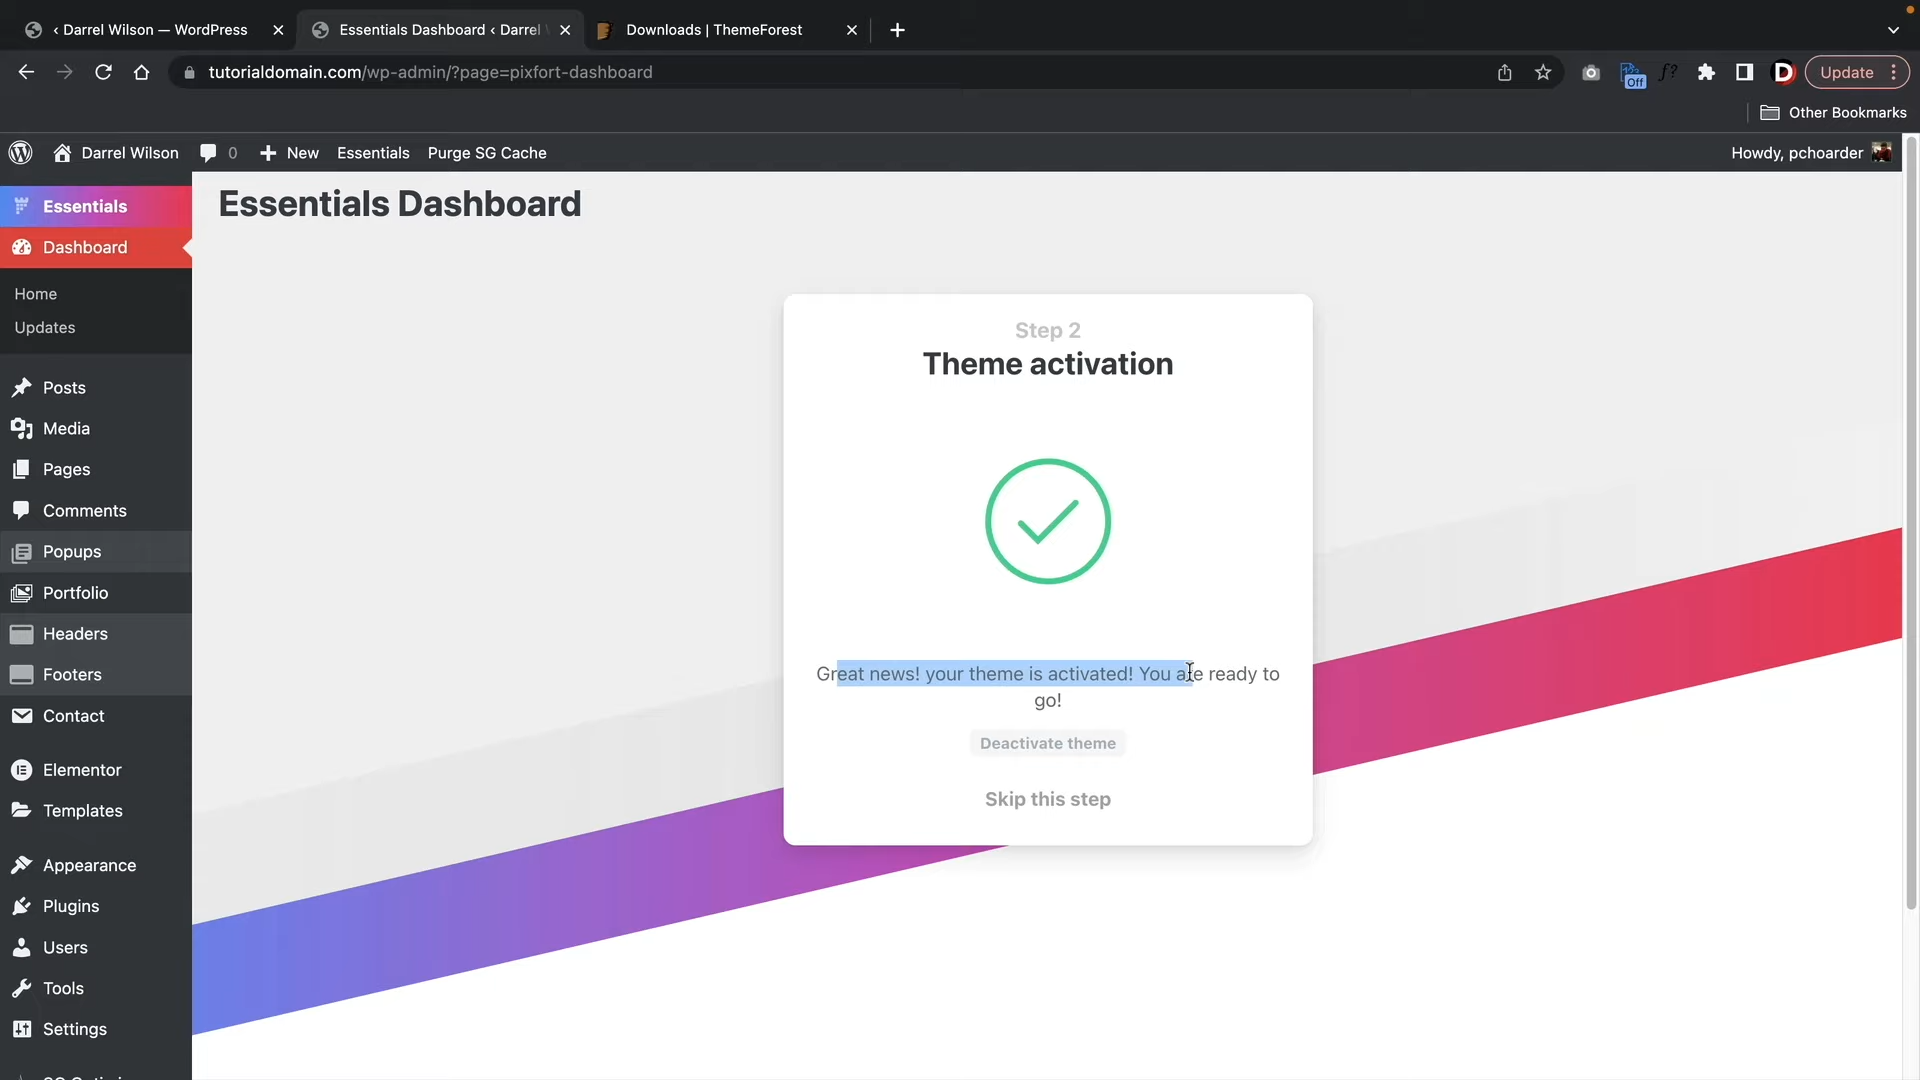 ‹ Darrel Wilson — WordPress
Essentials Dashboard ‹ Darrel
Downloads | ThemeForest
tutorialdomain.com/wp-admin/?page=pixfort-dashboard
Off
f?
D
Update
Other Bookmarks
Darrel Wilson
0
New
Essentials
Purge SG Cache
Howdy, pchoarder
Essentials
Dashboard
Home
Updates
Posts
Media
Pages
Comments
Popups
Portfolio
Headers
Footers
Contact
Elementor
Templates
Appearance
Plugins
Users
Tools
Settings
Essentials Dashboard
Step 2
Theme activation
Great news! your theme is activated! You are ready to
go!
Deactivate theme
Skip this step